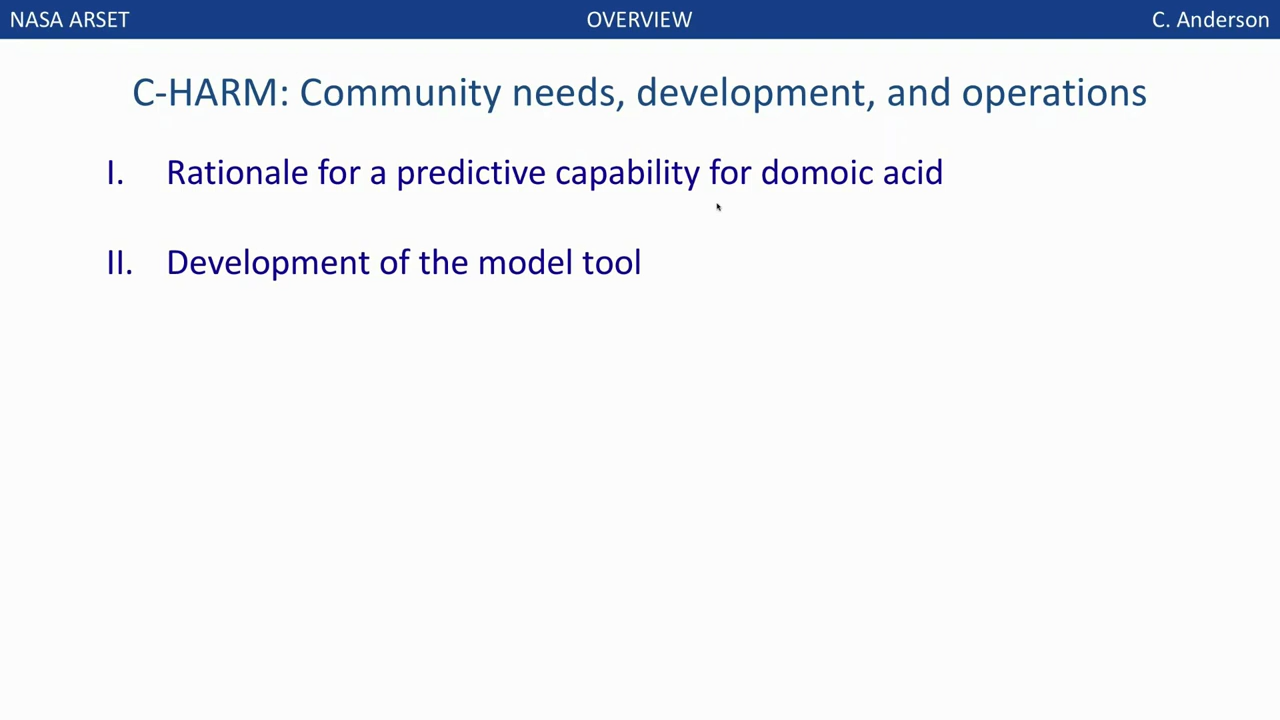 NASA ARSET OVERVIEW C. Anderson
C-HARM: Community needs, development, and operations
I. Rationale for a predictive capability for domoic acid
II. Development of the model tool